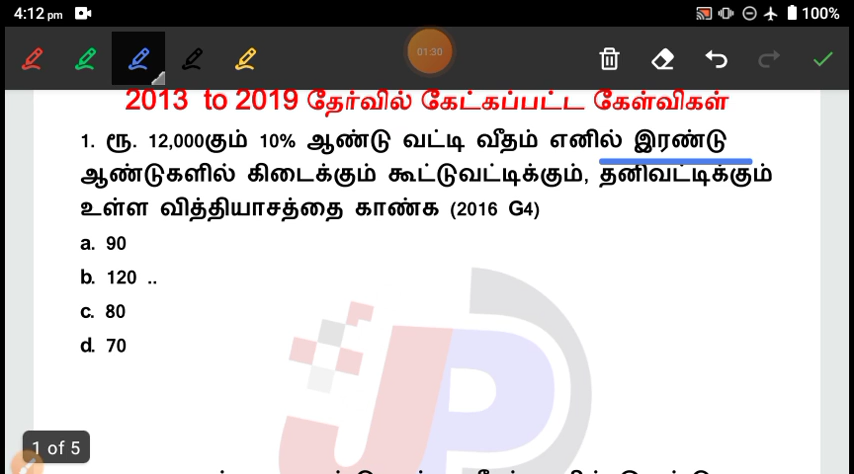 4:12 pm
100%
01:30
2013 to 2019 தேர்வில் கேட்கப்பட்ட கேள்விகள்
1. ரூ. 12,000கும் 10% ஆண்டு வட்டி வீதம் எனில் இரண்டு
ஆண்டுகளில் கிடைக்கும் கூட்டுவட்டிக்கும், தனிவட்டிக்கும்
உள்ள வித்தியாசத்தை காண்க (2016 G4)
a. 90
b. 120 ..
c. 80
d. 70
JP
1 of 5